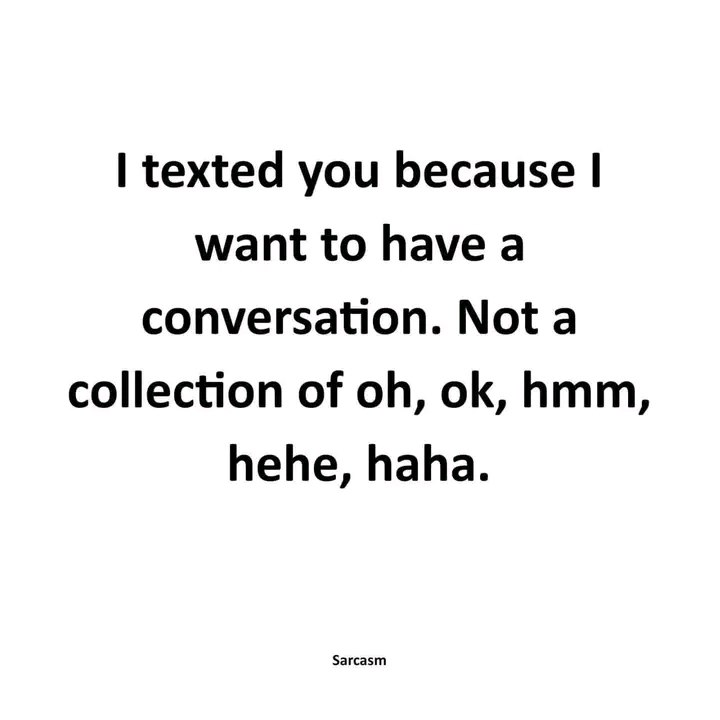 I texted you because I
want to have a
conversation. Not a
collection of oh, ok, hmm,
hehe, haha.
Sarcasm